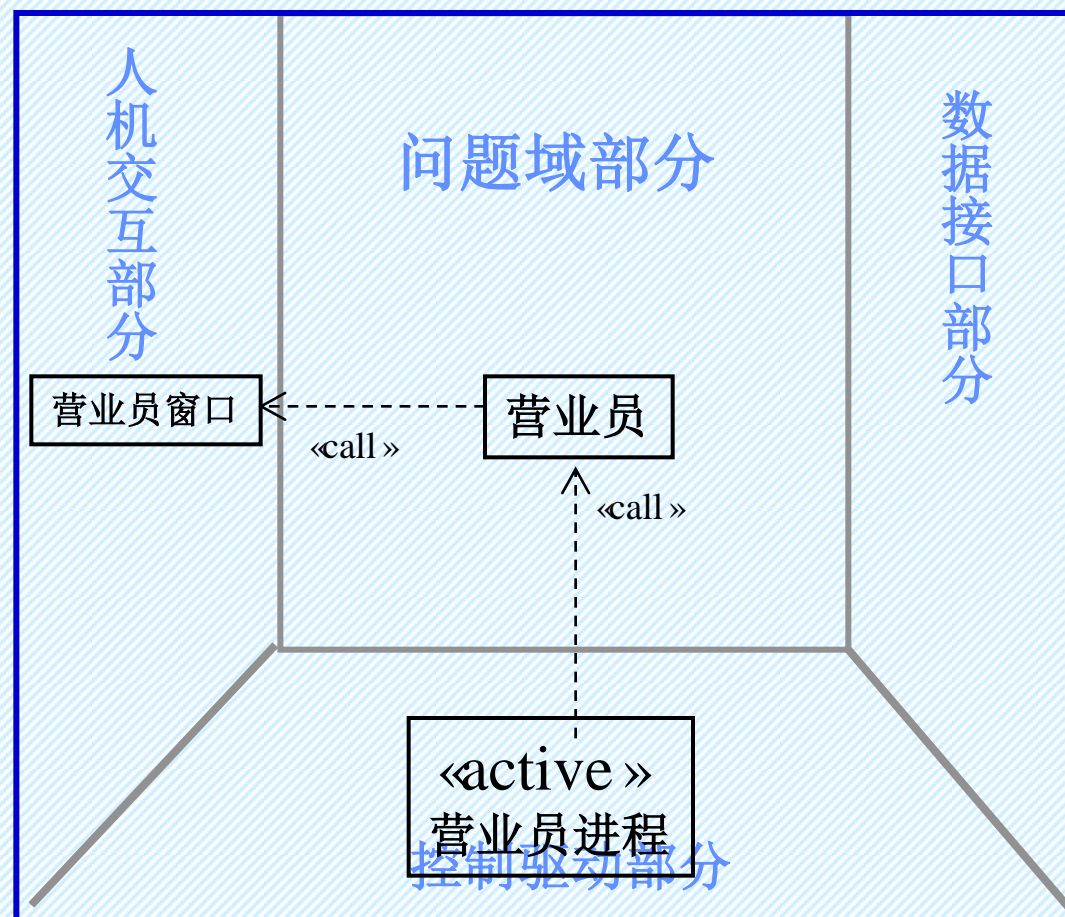 人机交互部分
问题域部分
数据接口部分
营业员窗口
«call»
营业员
«call»
«active»
营业员进程
控制驱动部分